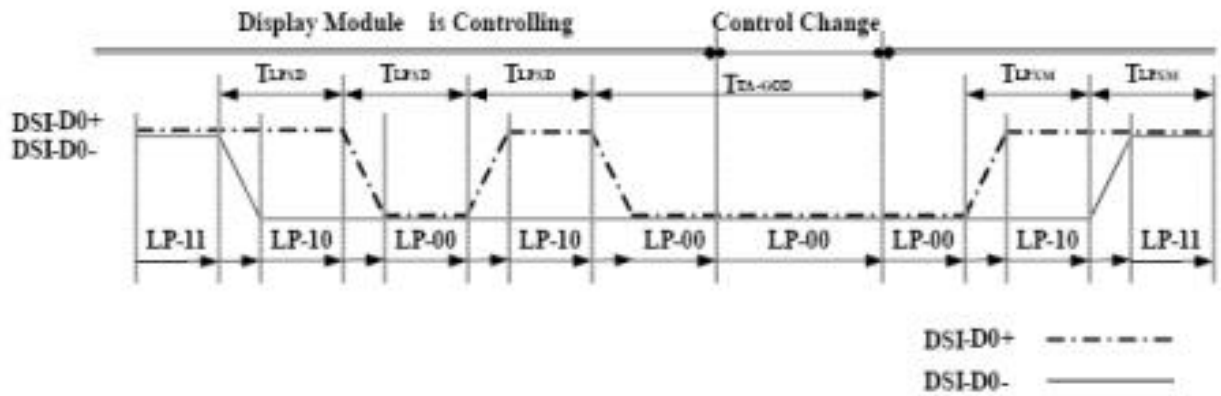 Display Module is Controlling Control Change
TLPXD TLPXD TLPXD TTA-GOD TLPXM TLPXM
DSI-D0+
DSI-D0-
LP-11 LP-10 LP-00 LP-10 LP-00 LP-00 LP-00 LP-10 LP-11
DSI-D0+
DSI-D0-